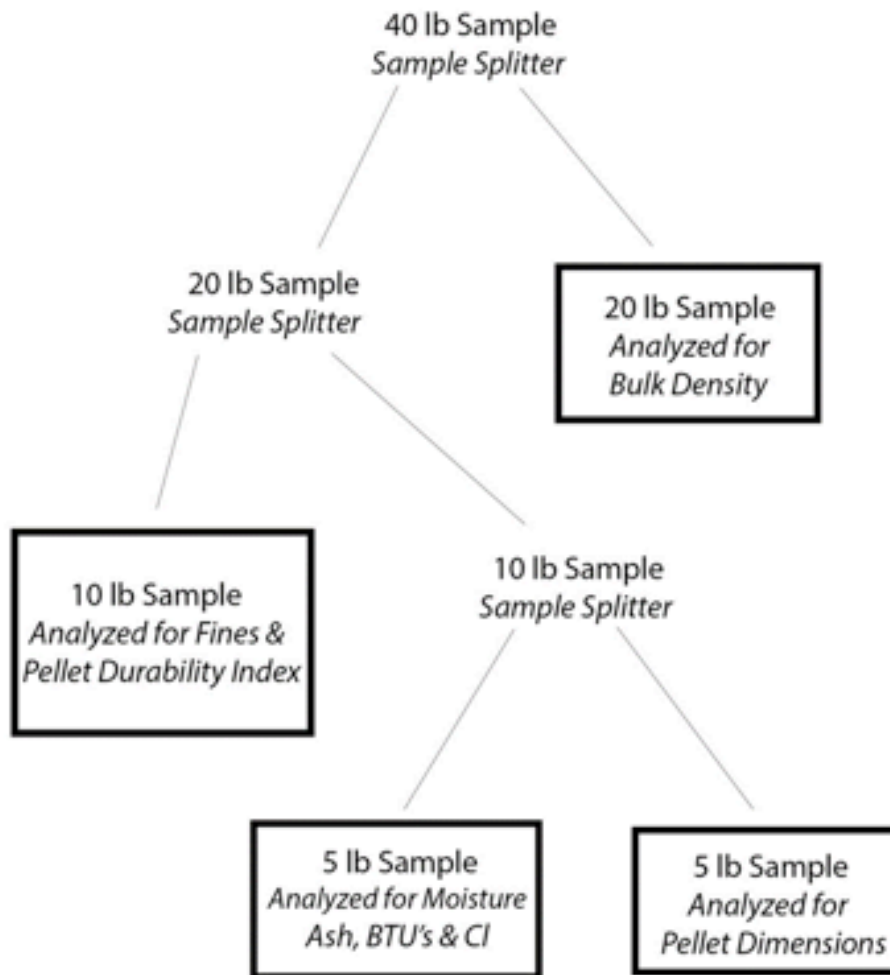 40 lb Sample
Sample Splitter
20 lb Sample
Sample Splitter
20 lb Sample
Analyzed for
Bulk Density
10 lb Sample
Analyzed for Fines &
Pellet Durability Index
10 lb Sample
Sample Splitter
5 lb Sample
Analyzed for Moisture
Ash, BTU's & Cl
5 lb Sample
Analyzed for
Pellet Dimensions